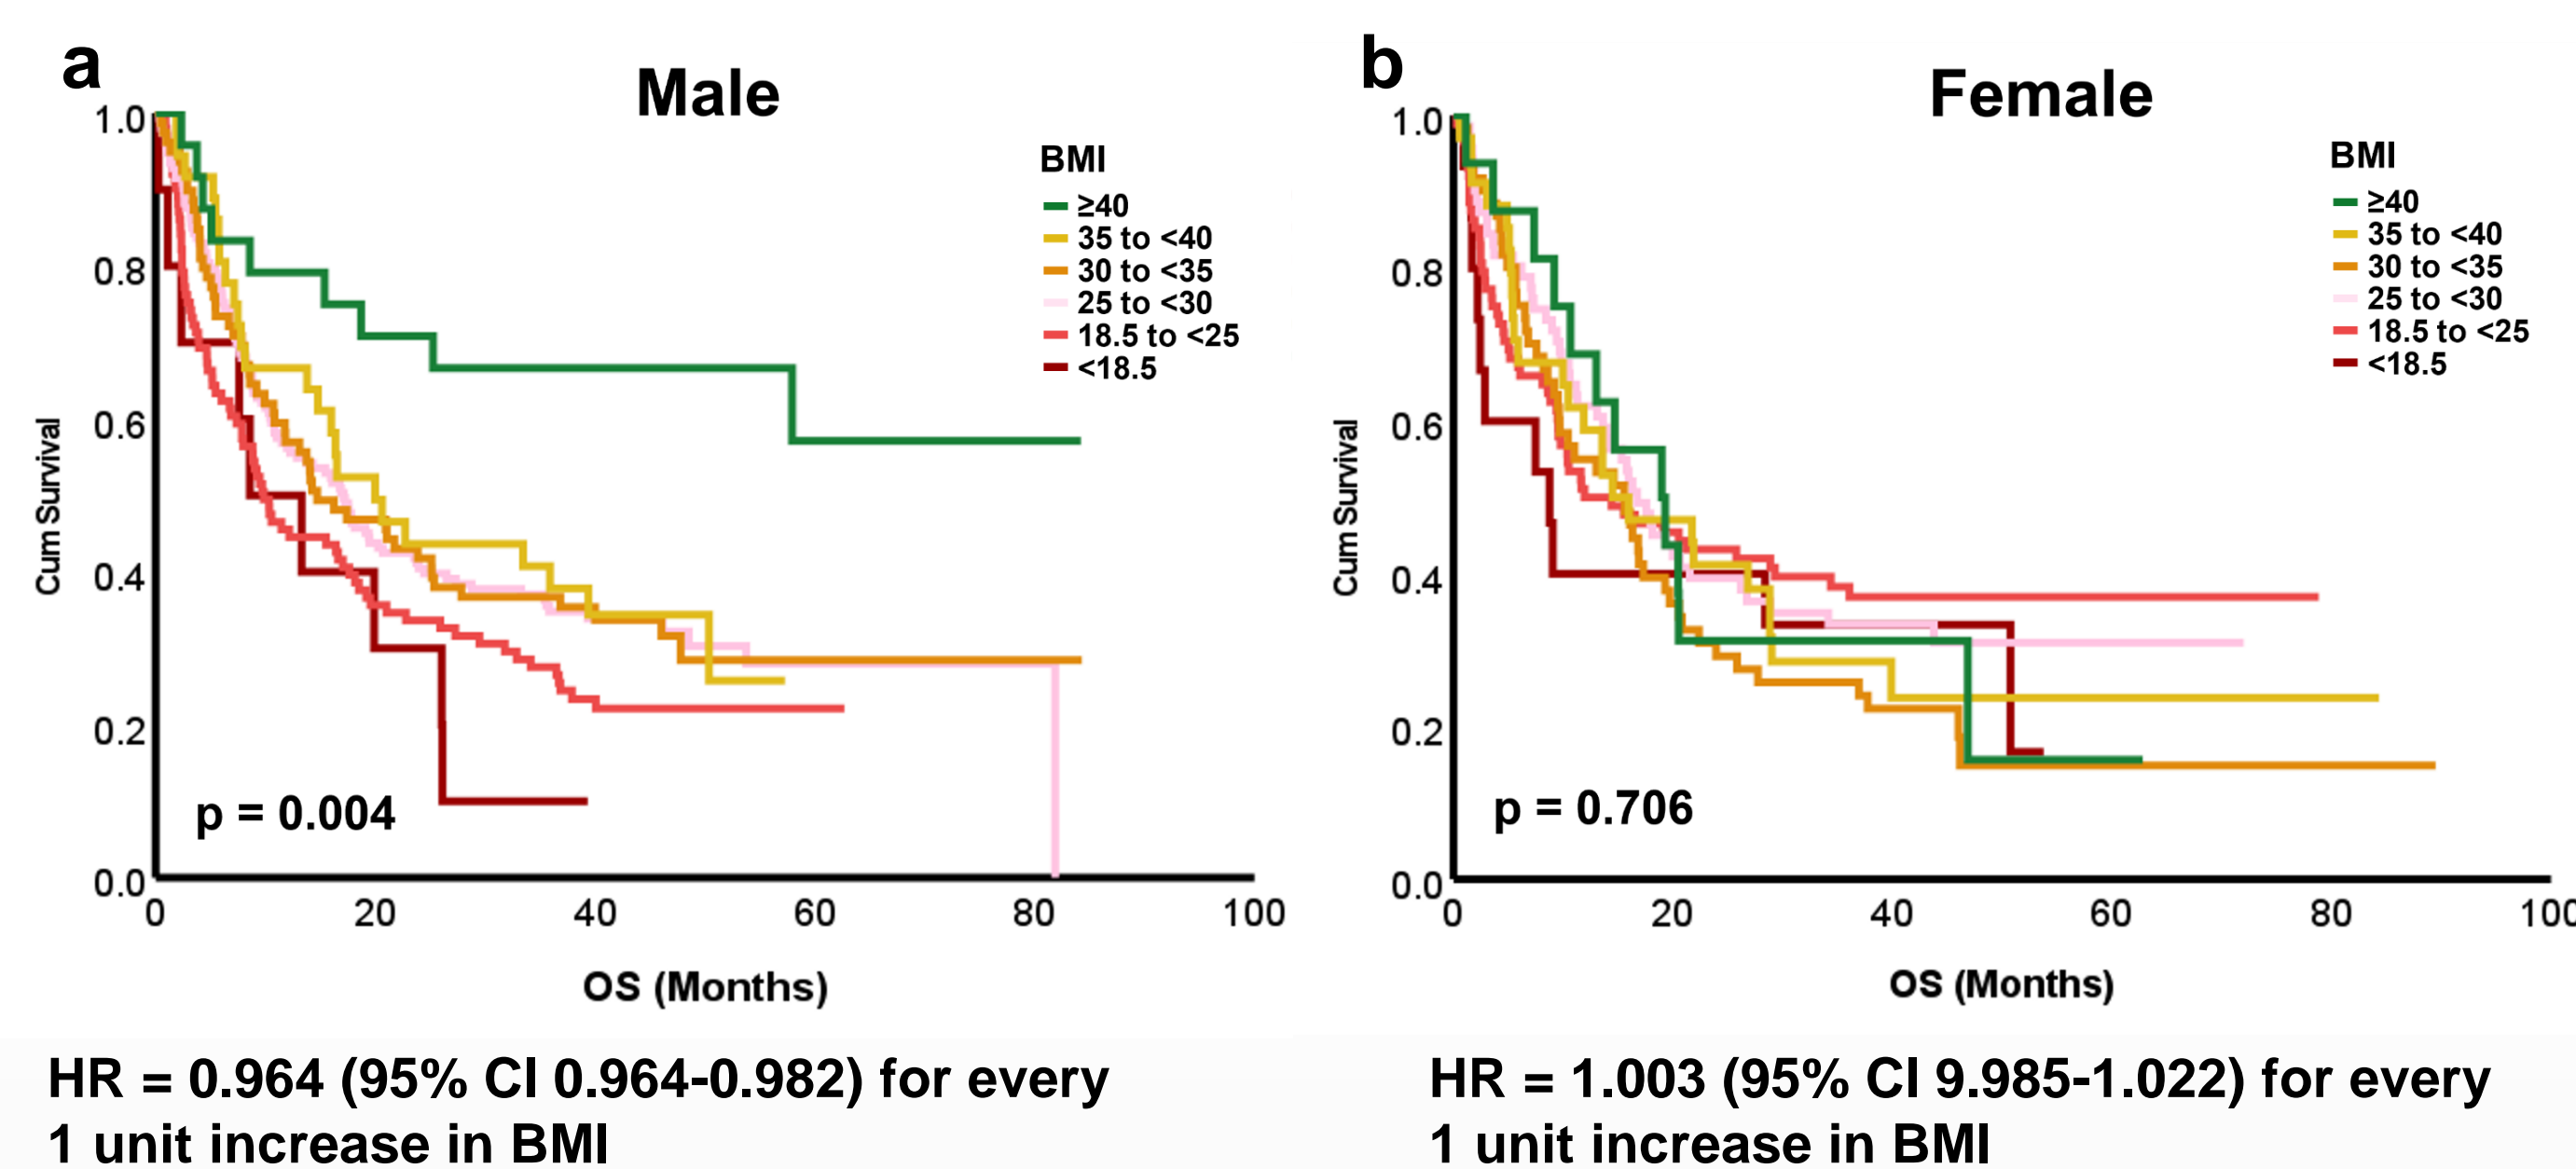 a
Male
1.0
0.8
0.6
0.4
0.2
0.0
Cum Survival
BMI
≥40
35 to <40
30 to <35
25 to <30
18.5 to <25
<18.5
p = 0.004
0 20 40 60 80 100
OS (Months)
HR = 0.964 (95% CI 0.964-0.982) for every
1 unit increase in BMI
b
Female
1.0
0.8
0.6
0.4
0.2
0.0
Cum Survival
BMI
≥40
35 to <40
30 to <35
25 to <30
18.5 to <25
<18.5
p = 0.706
0 20 40 60 80 100
OS (Months)
HR = 1.003 (95% CI 9.985-1.022) for every
1 unit increase in BMI